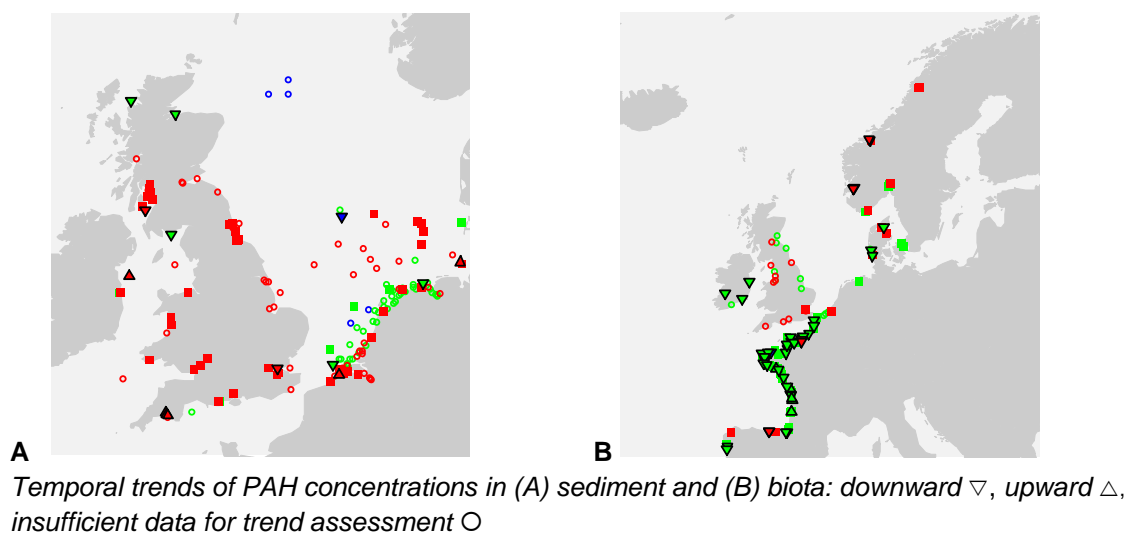 A
B
Temporal trends of PAH concentrations in (A) sediment and (B) biota: downward ▽, upward △,
insufficient data for trend assessment ○